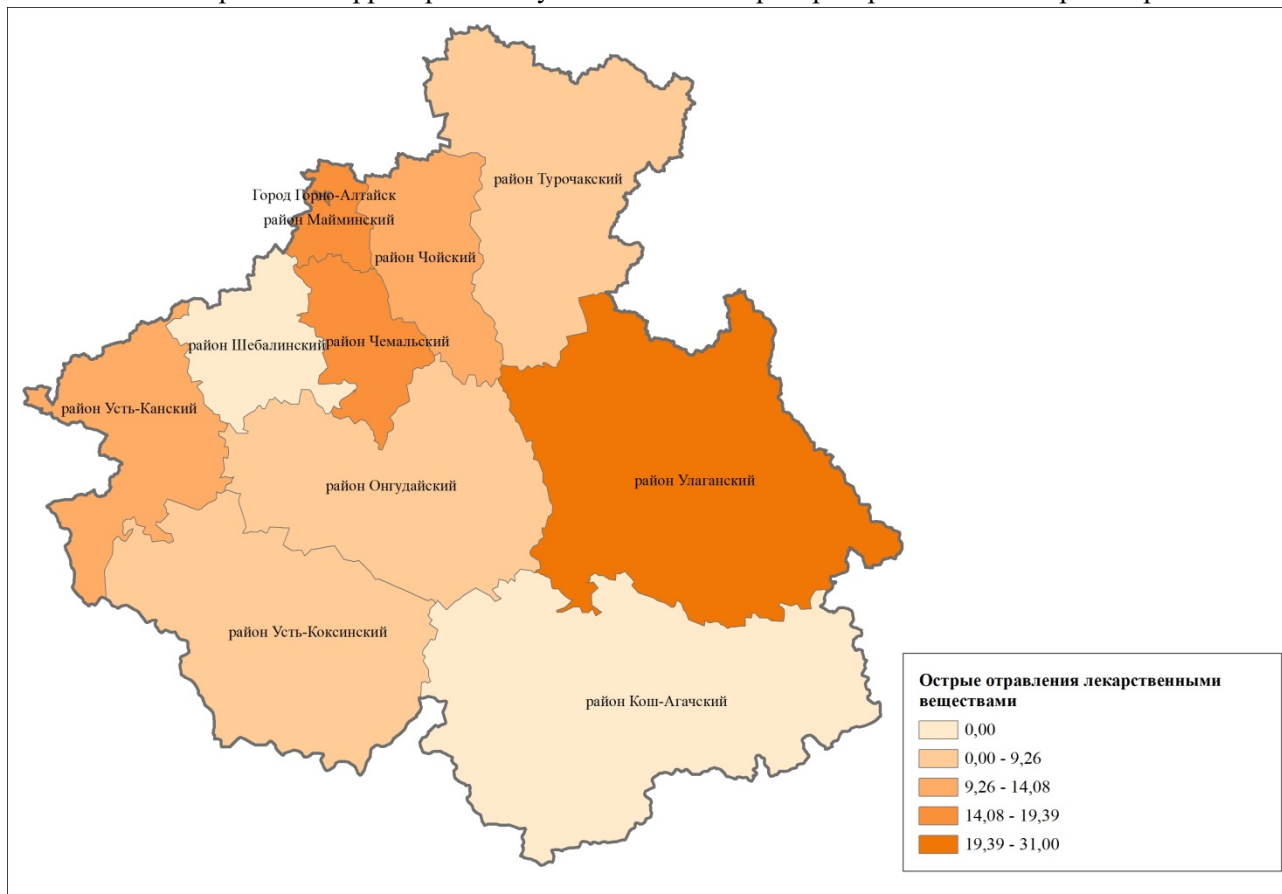 район Турочакский
Город Горно-Алтайск
район Майминский
район Чойский
район Шебалинский
район Чемальский
район Усть-Канский
район Онгудайский
район Улаганский
район Усть-Коксинский
район Кош-Агачский
Острые отравления лекарственными
веществами
0,00
0,00 - 9,26
9,26 - 14,08
14,08 - 19,39
19,39 - 31,00